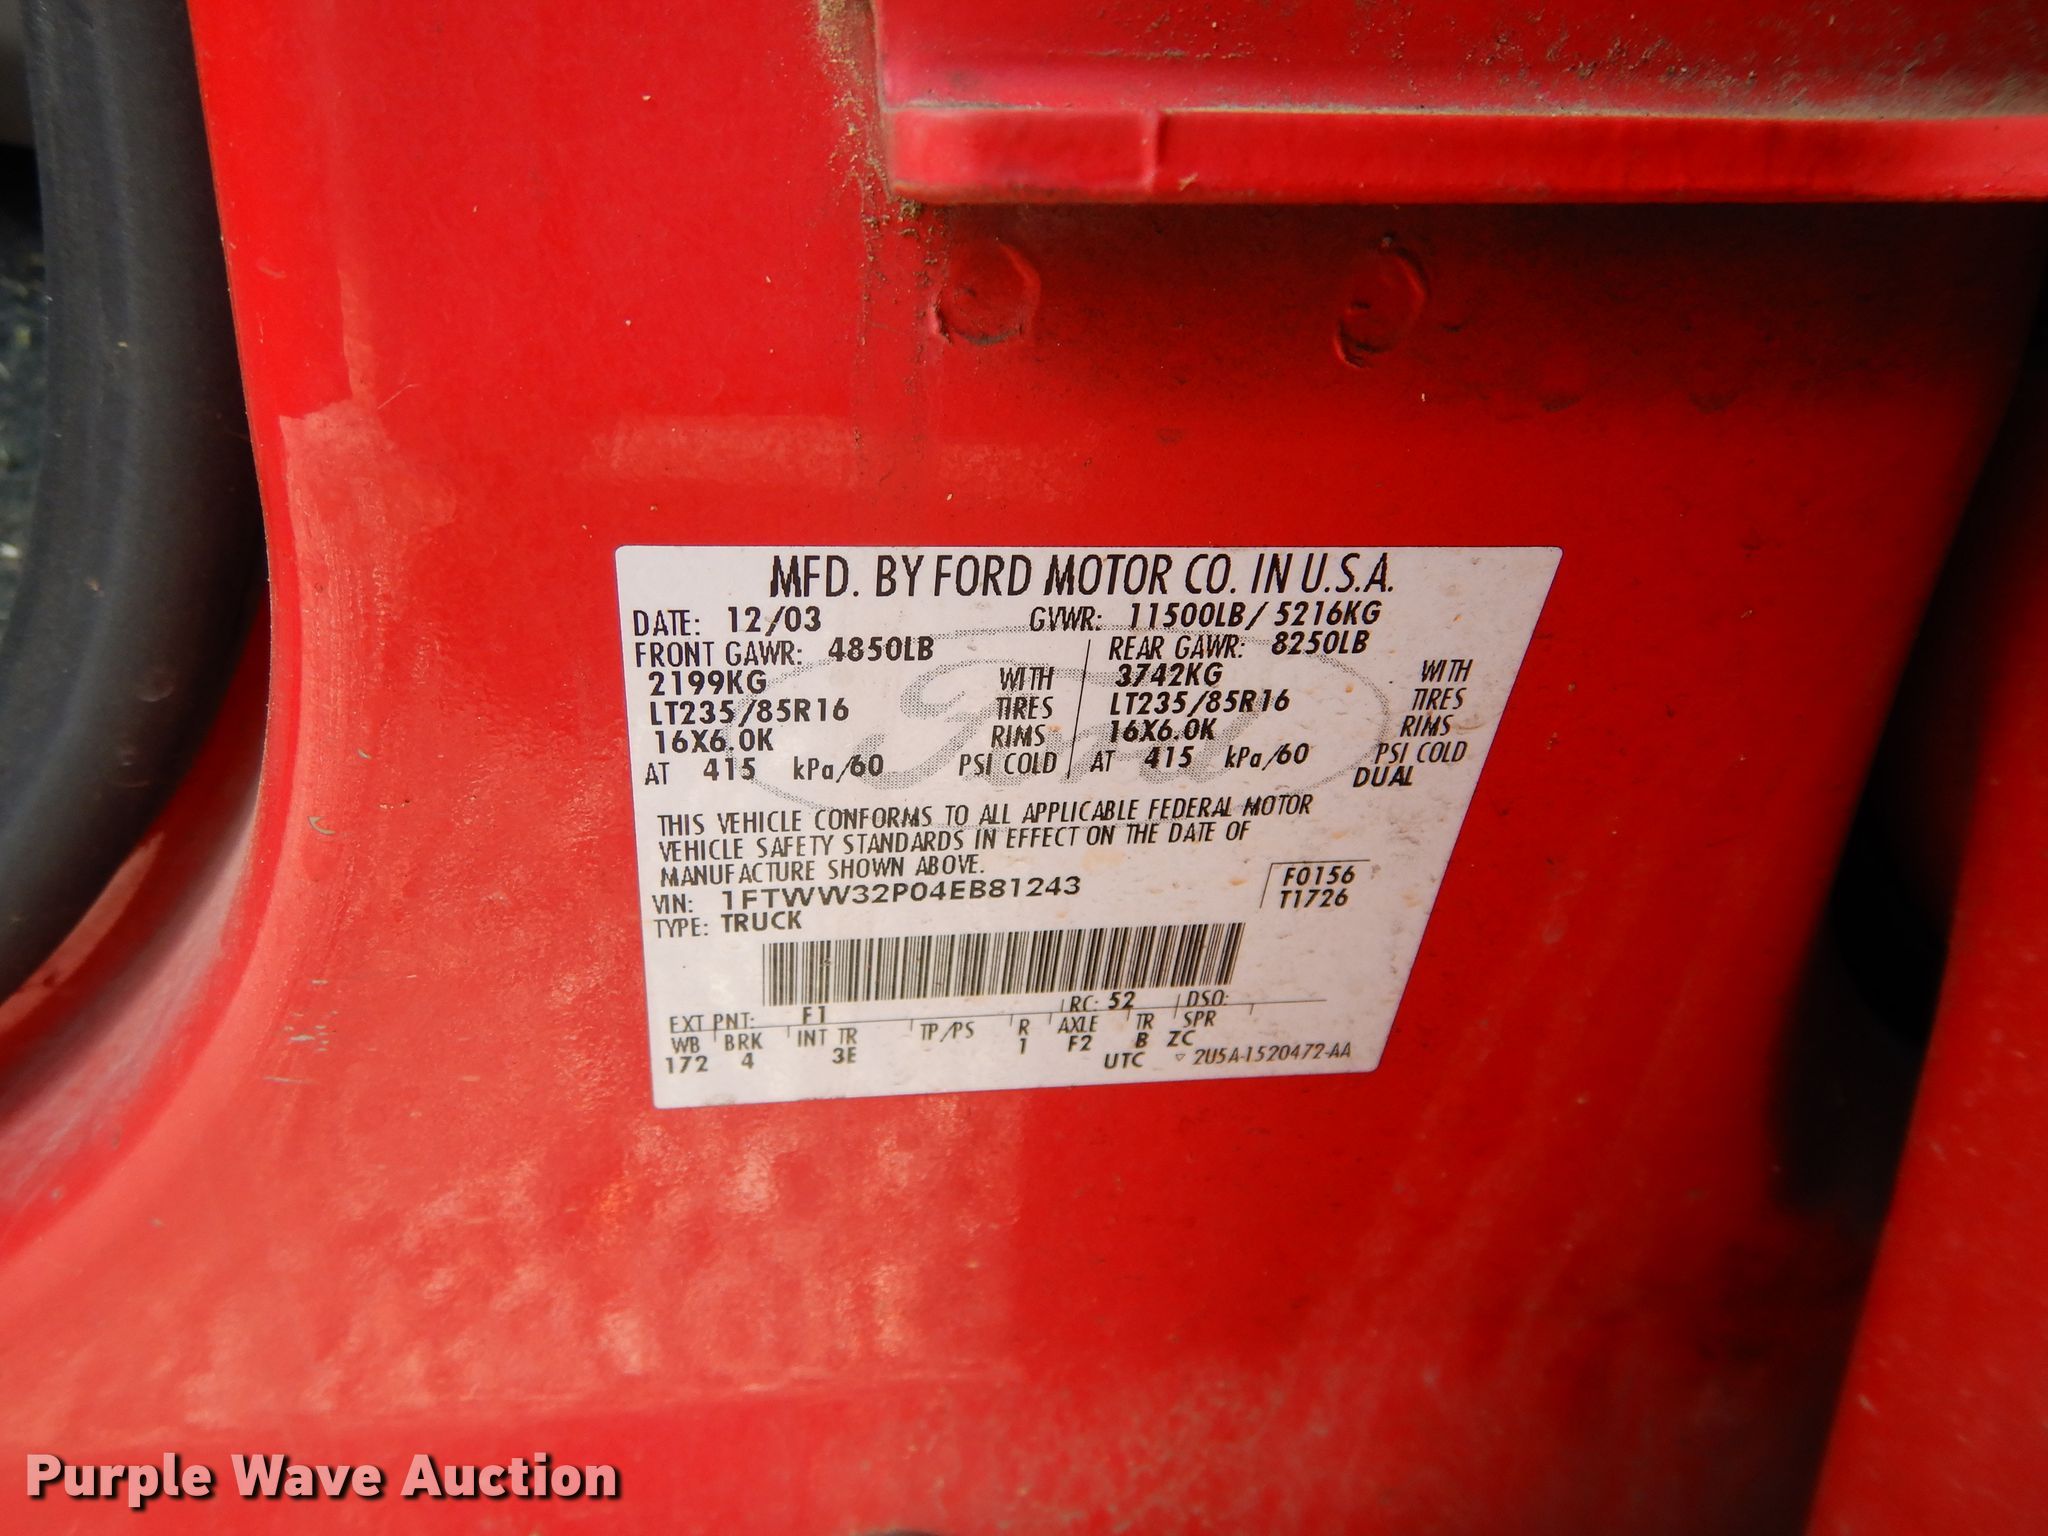 MFD. BY FORD MOTOR CO. IN U.S.A.
DATE: 12/03 GVWR: 11500LB/ 5216KG
FRONT GAWR: 4850LB REAR GAWR: 8250LB
2199KG WITH 3742KG WITH
LT235/85R16 TIRES LT235/85R16 TIRES
16X6.0K RIMS 16X6.0K RIMS
AT 415 kPa/60 PSI COLD AT 415 kPa/60 PSI COLD
DUAL
THIS VEHICLE CONFORMS TO ALL APPLICABLE FEDERAL MOTOR
VEHICLE SAFETY STANDARDS IN EFFECT ON THE DATE OF
MANUFACTURE SHOWN ABOVE.
VIN: 1FTWW32P04EB81243 F0156
TYPE: TRUCK T1726
EXT PNT: F1 RC: 52 DSO:
WB BRK INT TR TP/PS R AXLE TR SPR
172 4 3E 1 F2 B ZC
UTC ▽ 2U5A-1520472-AA
Ford
Purple Wave Auction